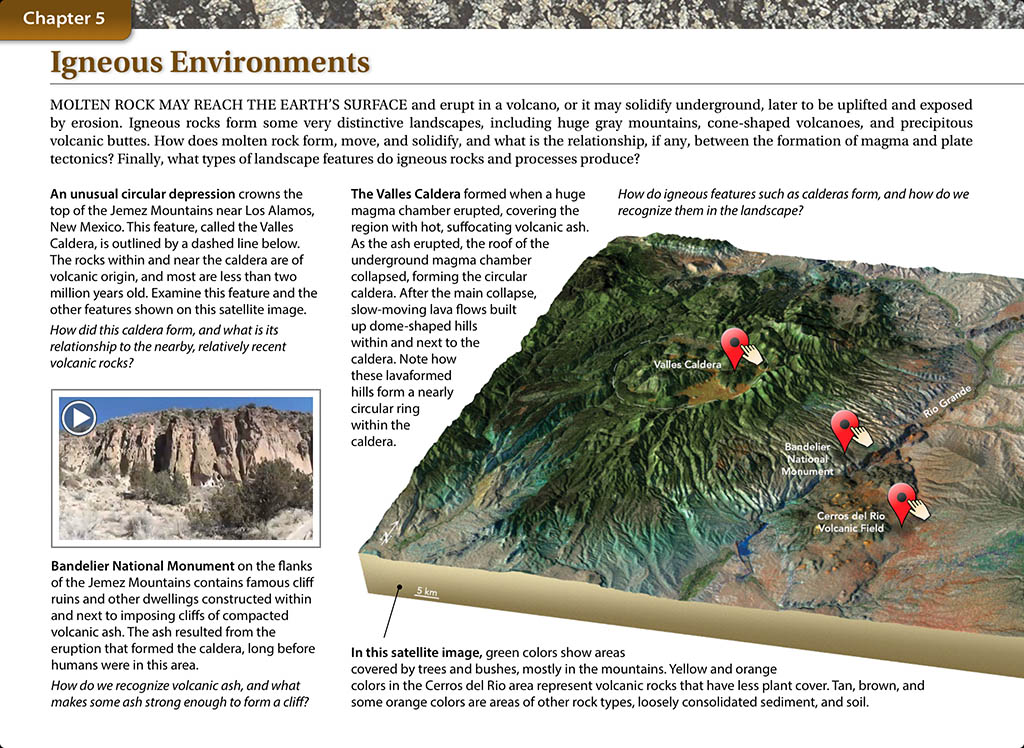 Chapter 5
Igneous Environments
MOLTEN ROCK MAY REACH THE EARTH'S SURFACE and erupt in a volcano, or it may solidify underground, later to be uplifted and exposed
by erosion. Igneous rocks form some very distinctive landscapes, including huge gray mountains, cone-shaped volcanoes, and precipitous
volcanic buttes. How does molten rock form, move, and solidify, and what is the relationship, if any, between the formation of magma and plate
tectonics? Finally, what types of landscape features do igneous rocks and processes produce?
An unusual circular depression crowns the
top of the Jemez Mountains near Los Alamos,
New Mexico. This feature, called the Valles
Caldera, is outlined by a dashed line below.
The rocks within and near the caldera are of
volcanic origin, and most are less than two
million years old. Examine this feature and the
other features shown on this satellite image.
How did this caldera form, and what is its
relationship to the nearby, relatively recent
volcanic rocks?
Bandelier National Monument on the flanks
of the Jemez Mountains contains famous cliff
ruins and other dwellings constructed within
and next to imposing cliffs of compacted
volcanic ash. The ash resulted from the
eruption that formed the caldera, long before
humans were in this area.
How do we recognize volcanic ash, and what
makes some ash strong enough to form a cliff?
The Valles Caldera formed when a huge
magma chamber erupted, covering the
region with hot, suffocating volcanic ash.
As the ash erupted, the roof of the
underground magma chamber
collapsed, forming the circular
caldera. After the main collapse,
slow-moving lava flows built
up dome-shaped hills
within and next to the
caldera. Note how
these lavaformed
hills form a nearly
circular ring
within the
caldera.
How do igneous features such as calderas form, and how do we
recognize them in the landscape?
Valles Caldera
Rio Grande
Bandelier
National
Monument
Cerros del Rio
Volcanic Field
N
5 km
In this satellite image, green colors show areas
covered by trees and bushes, mostly in the mountains. Yellow and orange
colors in the Cerros del Rio area represent volcanic rocks that have less plant cover. Tan, brown, and
some orange colors are areas of other rock types, loosely consolidated sediment, and soil.